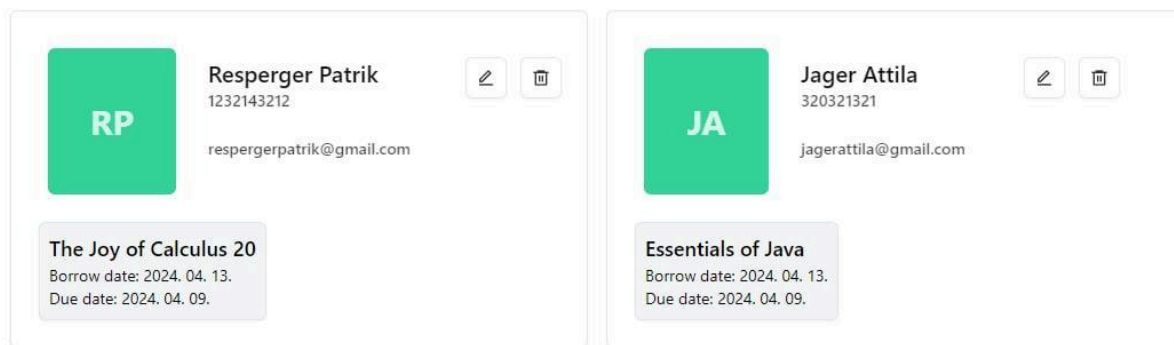 RP
Resperger Patrik
1232143212
respergerpatrik@gmail.com
The Joy of Calculus 20
Borrow date: 2024. 04. 13.
Due date: 2024. 04. 09.
JA
Jager Attila
320321321
jagerattila@gmail.com
Essentials of Java
Borrow date: 2024. 04. 13.
Due date: 2024. 04. 09.